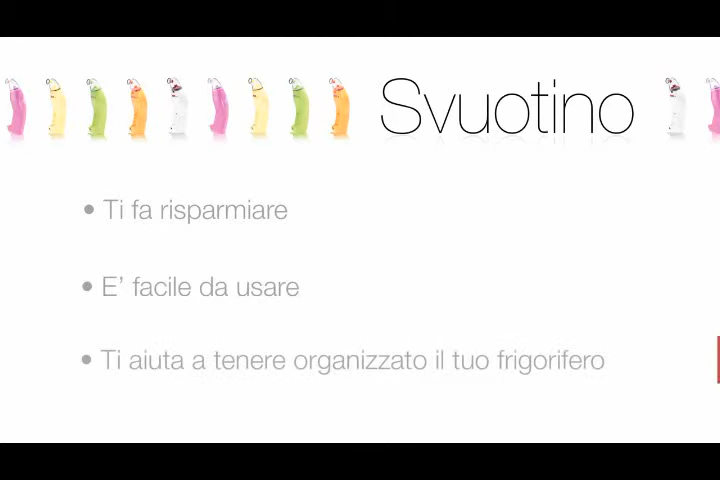 Svuotino
• Ti fa risparmiare
• E’ facile da usare
• Ti aiuta a tenere organizzato il tuo frigorifero